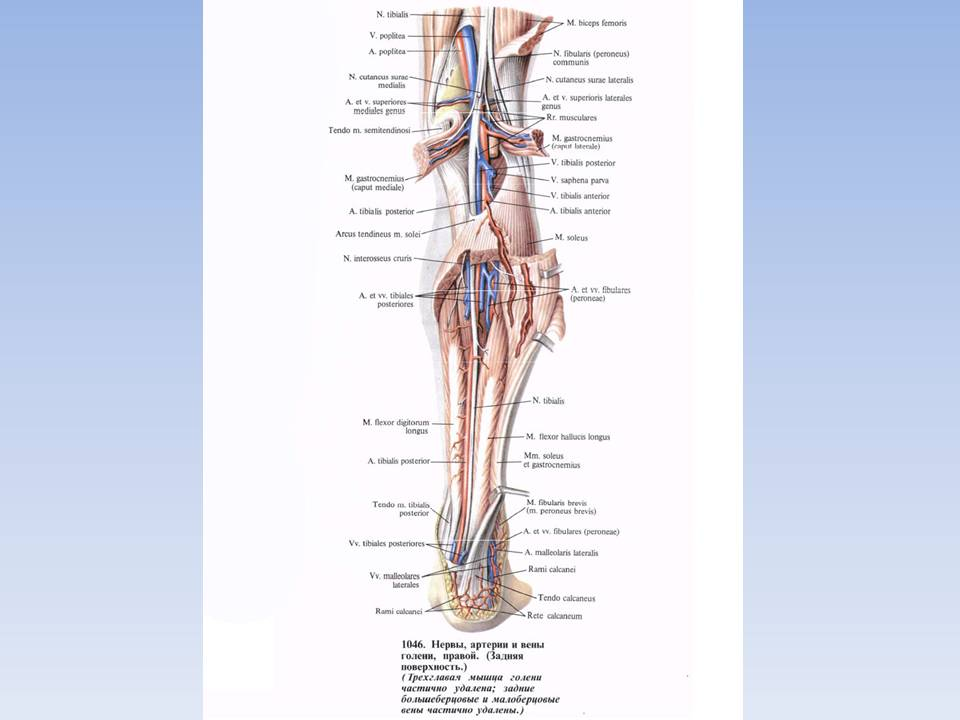 N. tibialis
V. poplitea
A. poplitea
N. cutaneus surae
medialis
A. et v. superiores
mediales genus
Tendo m. semitendinosi
M. gastrocnemius
(caput mediale)
A. tibialis posterior
Arcus tendineus m. solei
N. interosseus cruris
A. et vv. tibiales
posteriores
M. flexor digitorum
longus
A. tibialis posterior
Tendo m. tibialis
posterior
Vv. tibiales posteriores
Vv. malleolares
laterales
Rami calcanei
M. biceps femoris
N. fibularis (peroneus)
communis
N. cutaneus surae lateralis
A. et v. superioris laterales
genus
Rr. musculares
M. gastrocnemius
(caput laterale)
V. tibialis posterior
V. saphena parva
V. tibialis anterior
A. tibialis anterior
M. soleus
A. et vv. fibulares
(peroneae)
N. tibialis
M. flexor hallucis longus
Mm. soleus
et gastrocnemius
M. fibularis brevis
(m. peroneus brevis)
A. et vv. fibulares (peroneae)
A. malleolaris lateralis
Rami calcanei
Tendo calcaneus
Rete calcaneum
1046. Нервы, артерии и вены
голени, правой. (Задняя
поверхность.)
(Трехглавая мышца голени
частично удалена; задние
большеберцовые и малоберцовые
вены частично удалены.)